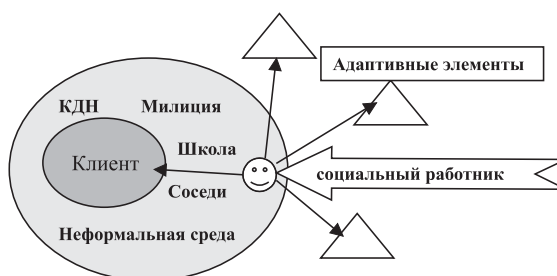 Адаптивные элементы
КДН Милиция
Школа
Клиент
социальный работник
Соседи
Неформальная среда